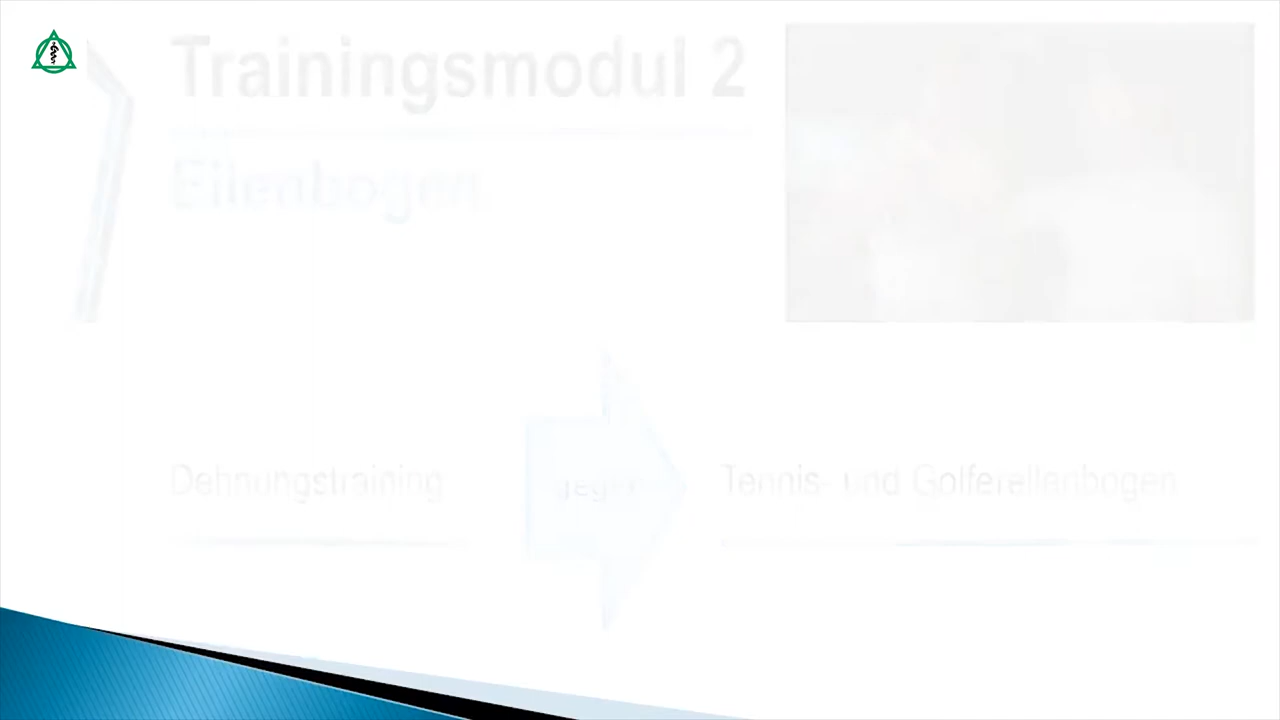 Trainingsmodul 2
Ellenbogen
Dehnungstraining
gegen
Tennis- und Golferellenbogen